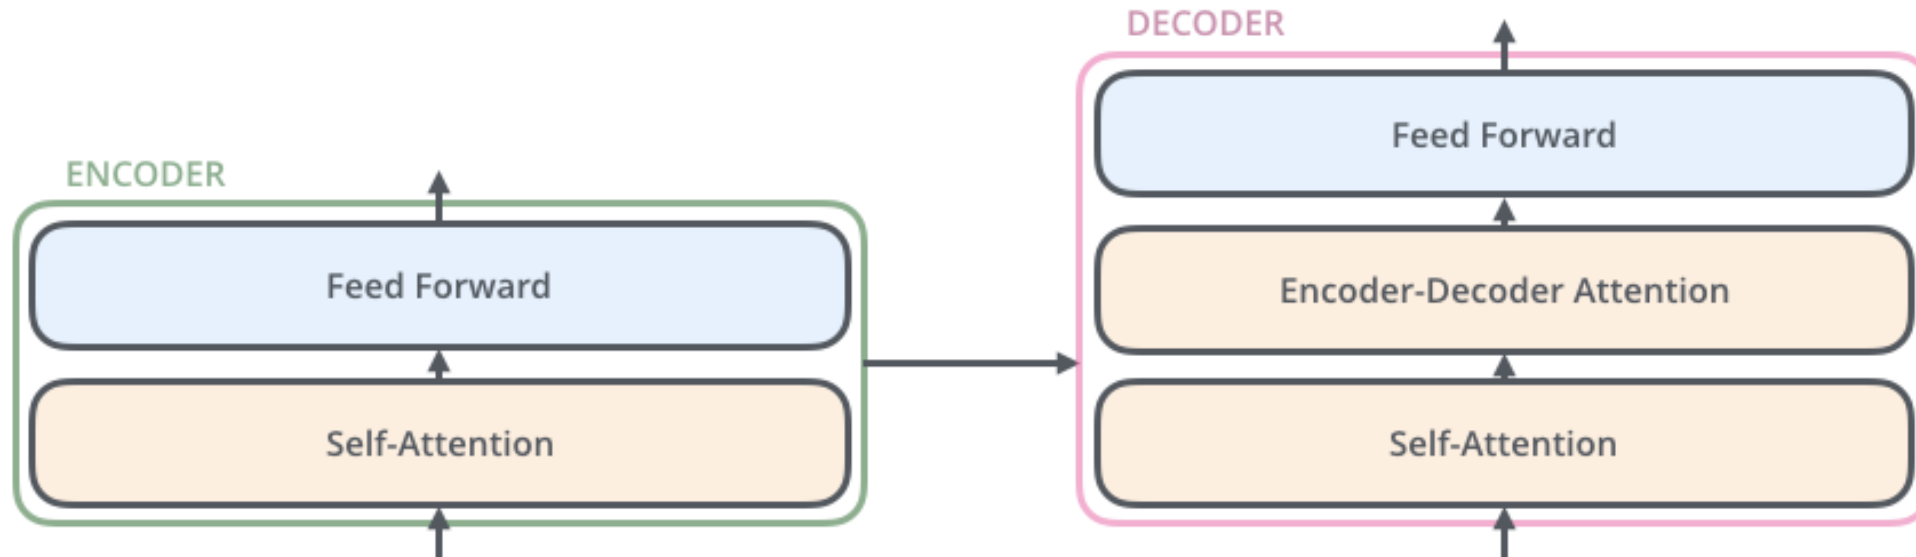 ENCODER
Feed Forward
Self-Attention
DECODER
Feed Forward
Encoder-Decoder Attention
Self-Attention